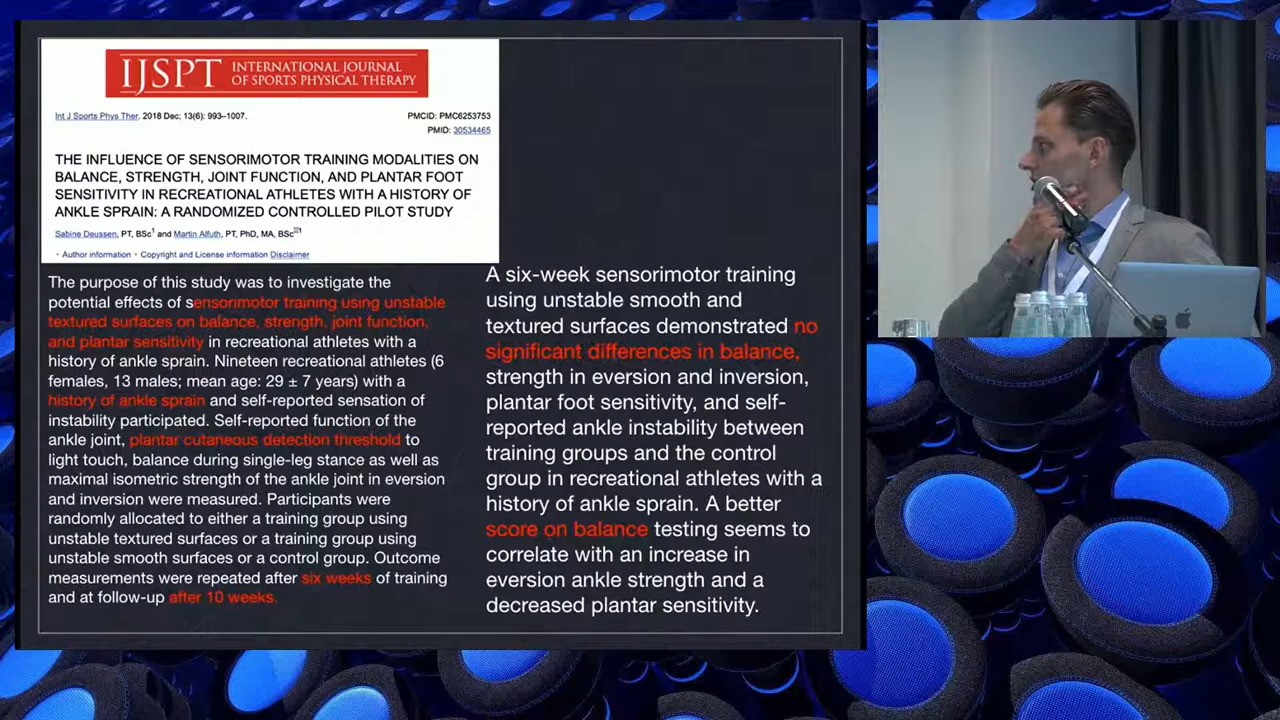 IJSPT
INTERNATIONAL JOURNAL
OF SPORTS PHYSICAL THERAPY
Int J Sports Phys Ther. 2018 Dec; 13(6): 993–1007.
PMCID: PMC6253753
PMID: 30534465
THE INFLUENCE OF SENSORIMOTOR TRAINING MODALITIES ON
BALANCE, STRENGTH, JOINT FUNCTION, AND PLANTAR FOOT
SENSITIVITY IN RECREATIONAL ATHLETES WITH A HISTORY OF
ANKLE SPRAIN: A RANDOMIZED CONTROLLED PILOT STUDY
Sabine Deussen, PT, BSc1 and Martin Alfuth, PT, PhD, MA, BSc
• Author information • Copyright and License information Disclaimer
The purpose of this study was to investigate the
potential effects of sensorimotor training using unstable
textured surfaces on balance, strength, joint function,
and plantar sensitivity in recreational athletes with a
history of ankle sprain. Nineteen recreational athletes (6
females, 13 males; mean age: 29 ± 7 years) with a
history of ankle sprain and self-reported sensation of
instability participated. Self-reported function of the
ankle joint, plantar cutaneous detection threshold to
light touch, balance during single-leg stance as well as
maximal isometric strength of the ankle joint in eversion
and inversion were measured. Participants were
randomly allocated to either a training group using
unstable textured surfaces or a training group using
unstable smooth surfaces or a control group. Outcome
measurements were repeated after six weeks of training
and at follow-up after 10 weeks.
A six-week sensorimotor training
using unstable smooth and
textured surfaces demonstrated no
significant differences in balance,
strength in eversion and inversion,
plantar foot sensitivity, and self-
reported ankle instability between
training groups and the control
group in recreational athletes with a
history of ankle sprain. A better
score on balance testing seems to
correlate with an increase in
eversion ankle strength and a
decreased plantar sensitivity.